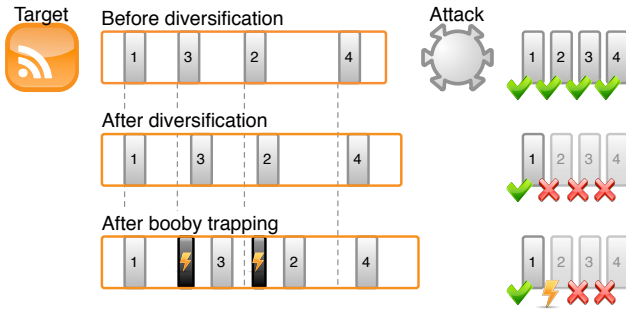 Target
Before diversification
Attack
1 3 2 4
1 2 3 4
After diversification
1 3 2 4
1 2 3 4
After booby trapping
1 3 2 4
1 2 3 4